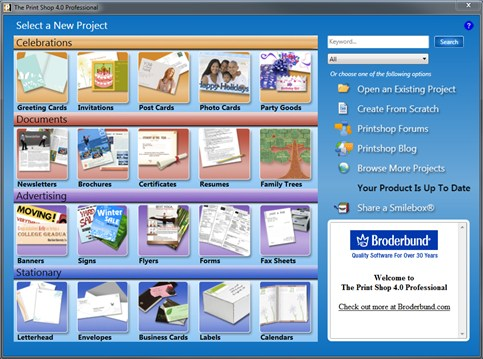 The Print Shop 4.0 Professional
Select a New Project
?
Celebrations
Greeting Cards Invitations Post Cards Photo Cards Party Goods
Happy Holidays
Documents
Newsletters Brochures Certificates Resumes Family Trees
Advertising
MOVING!
COLLEGE GRADUA
YARD SALE
Winter SALE
Banners Signs Flyers Forms Fax Sheets
Stationary
Letterhead Envelopes Business Cards Labels Calendars
Keyword... Search
All
Or choose one of the following options
Open an Existing Project
Create From Scratch
Printshop Forums
Printshop Blog
Browse More Projects
Your Product Is Up To Date
Share a Smilebox®
Broderbund®
Quality Software For Over 30 Years
Welcome to
The Print Shop 4.0 Professional
Check out more at Broderbund.com